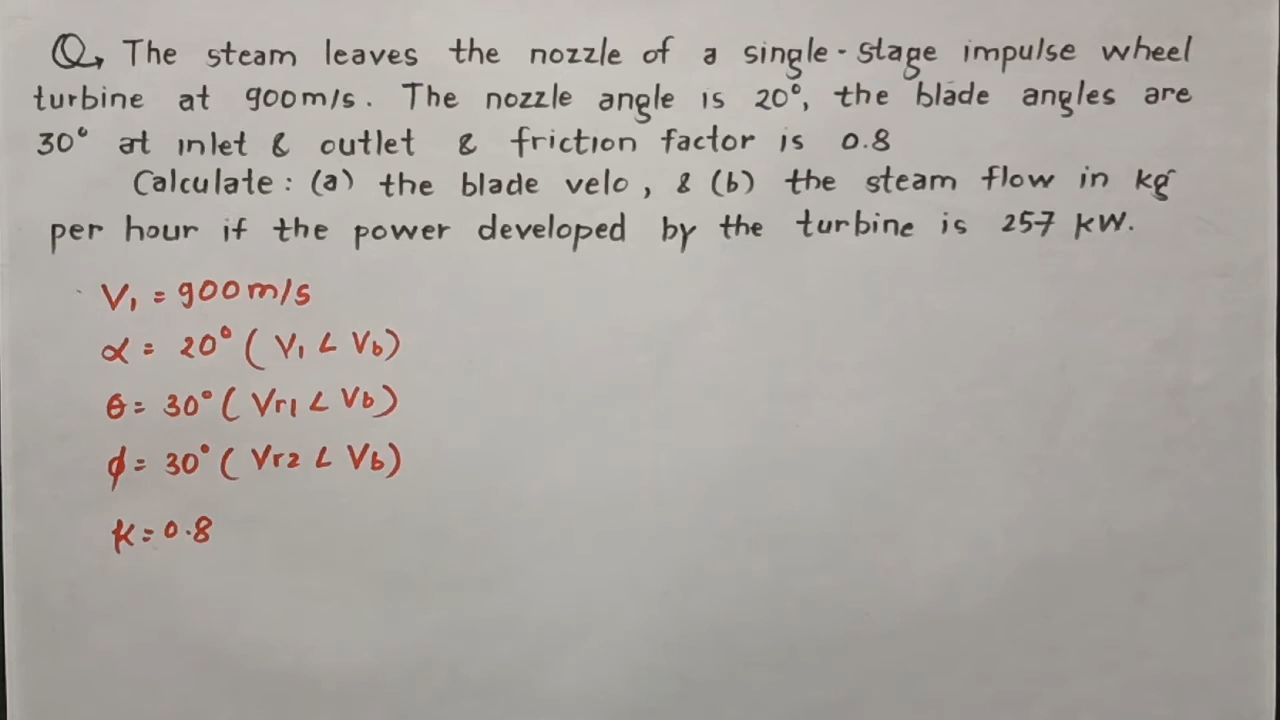 Q, The steam leaves the nozzle of a single-stage impulse wheel
turbine at 900m/s. The nozzle angle is 20°, the blade angles are
30° at inlet & outlet & friction factor is 0.8
Calculate: (a) the blade velo, & (b) the steam flow in kg
per hour if the power developed by the turbine is 257 kW.
V₁ = 900m/s
α = 20° (V₁ ∠ Vb)
θ = 30° (Vr1 ∠ Vb)
ϕ = 30° (Vr2 ∠ Vb)
K = 0.8